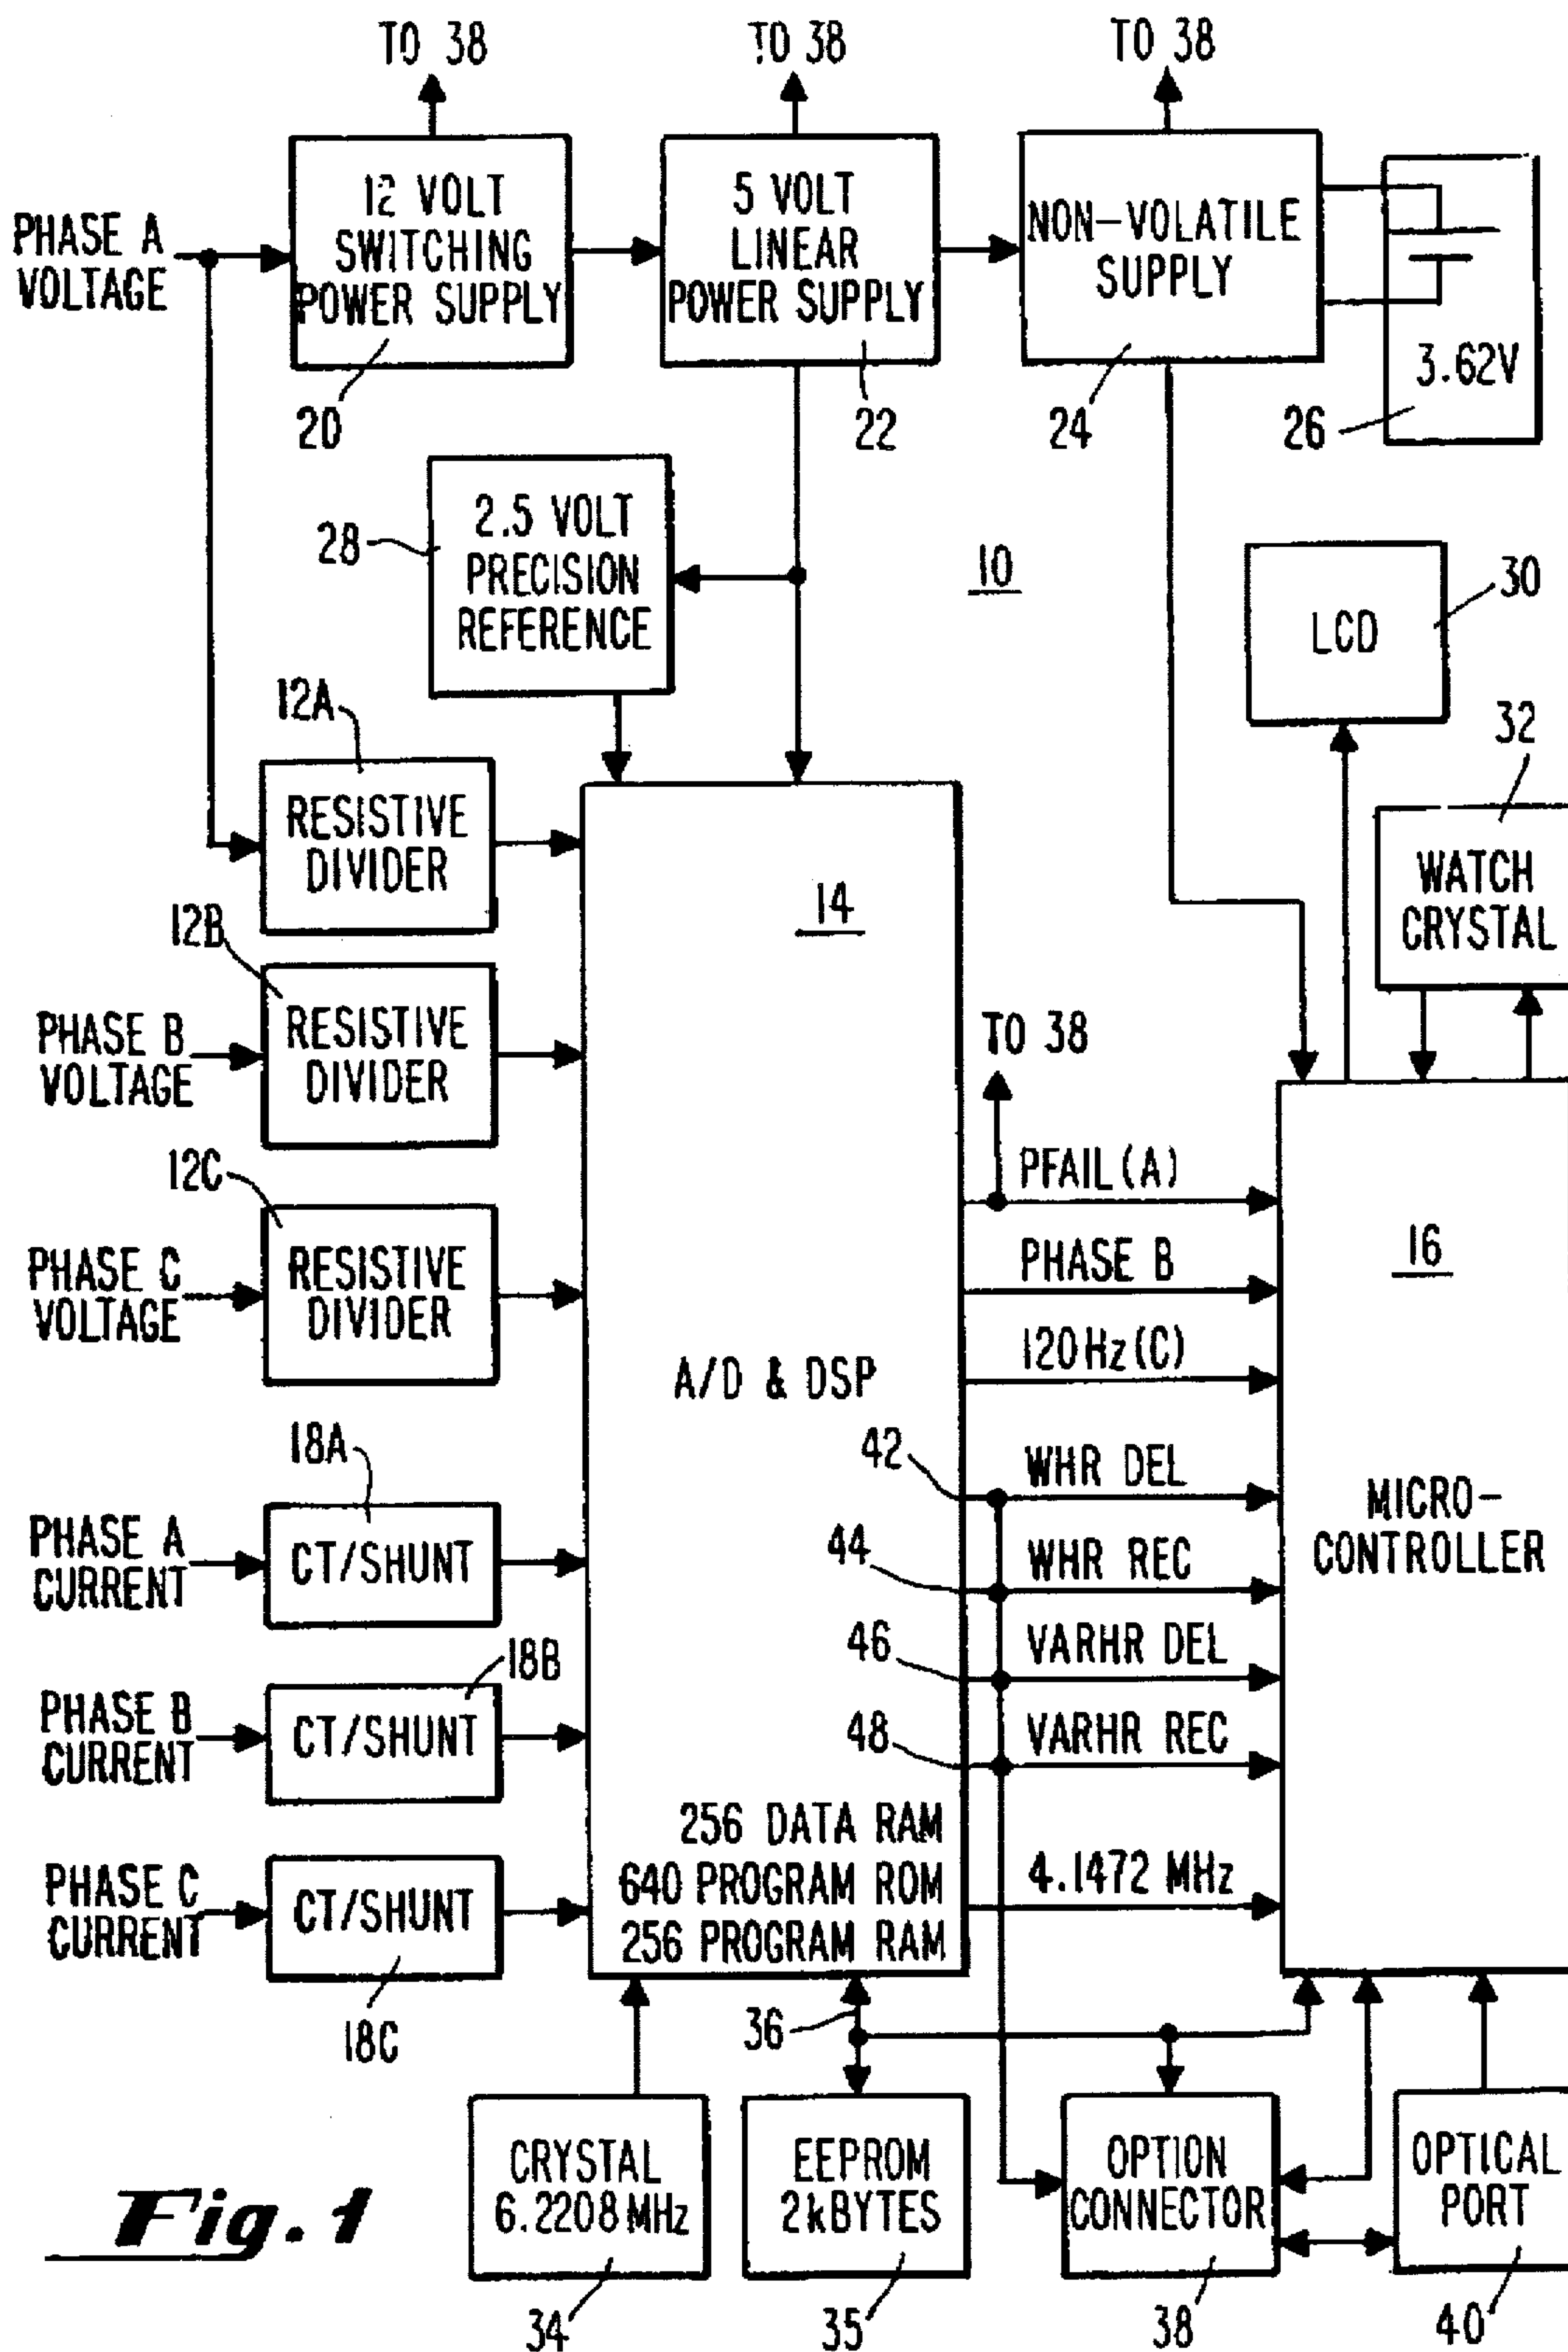 TO 38
TO 38
TO 38
PHASE A
VOLTAGE
12 VOLT
SWITCHING
POWER SUPPLY
5 VOLT
LINEAR
POWER SUPPLY
NON-VOLATILE
SUPPLY
3.62V
20
22
24
26
28
2.5 VOLT
PRECISION
REFERENCE
10
LCD
30
32
WATCH
CRYSTAL
12A
RESISTIVE
DIVIDER
14
12B
PHASE B
VOLTAGE
RESISTIVE
DIVIDER
TO 38
12C
PHASE C
VOLTAGE
RESISTIVE
DIVIDER
A/D & DSP
PFAIL(A)
PHASE B
120Hz(C)
16
MICRO-
CONTROLLER
42
WHR DEL
44
WHR REC
46
VARHR DEL
48
VARHR REC
4.1472 MHz
18A
PHASE A
CURRENT
CT/SHUNT
18B
PHASE B
CURRENT
CT/SHUNT
PHASE C
CURRENT
CT/SHUNT
18C
256 DATA RAM
640 PROGRAM ROM
256 PROGRAM RAM
36
CRYSTAL
6.2208 MHz
34
EEPROM
2kBYTES
35
OPTION
CONNECTOR
38
OPTICAL
PORT
40
Fig. 1